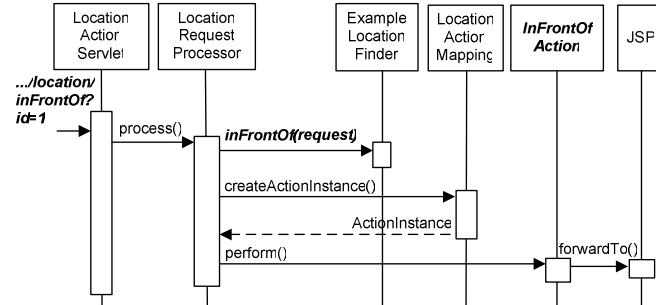 Location
Action
Servlet
Location
Request
Processor
Example
Location
Finder
Location
Action
Mapping
InFrontOf
Action
JSP
.../location/
inFrontOf?
id=1
process()
inFrontOf(request)
createActionInstance()
ActionInstance
perform()
forwardTo()